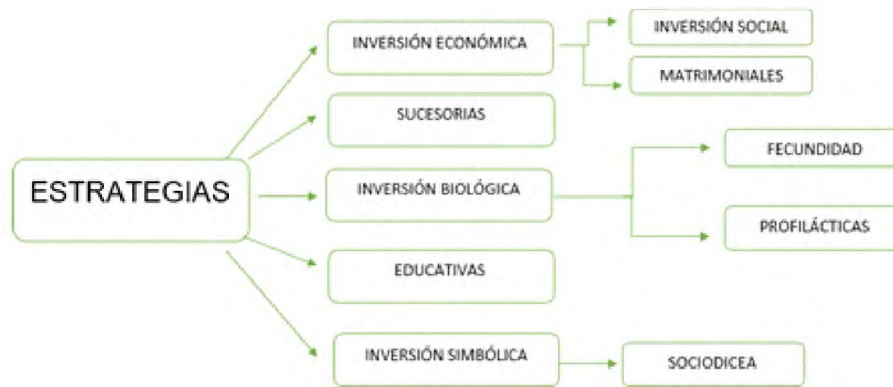 ESTRATEGIAS
INVERSIÓN ECONÓMICA
INVERSIÓN SOCIAL
MATRIMONIALES
SUCESORIAS
INVERSIÓN BIOLÓGICA
FECUNDIDAD
PROFILÁCTICAS
EDUCATIVAS
INVERSIÓN SIMBÓLICA
SOCIODICEA